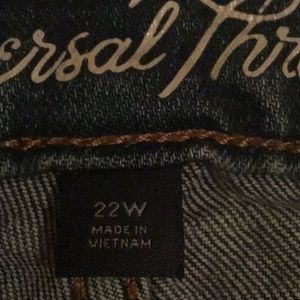 ersal Thr
22W
MADE IN
VIETNAM